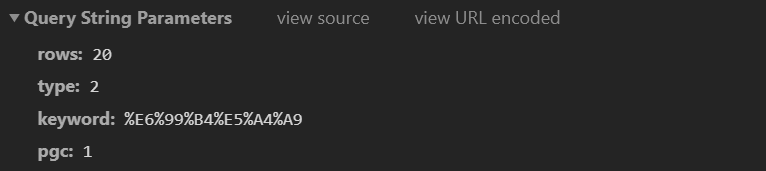 Query String Parameters view source view URL encoded
rows: 20
type: 2
keyword: %E6%99%B4%E5%A4%A9
pgc: 1